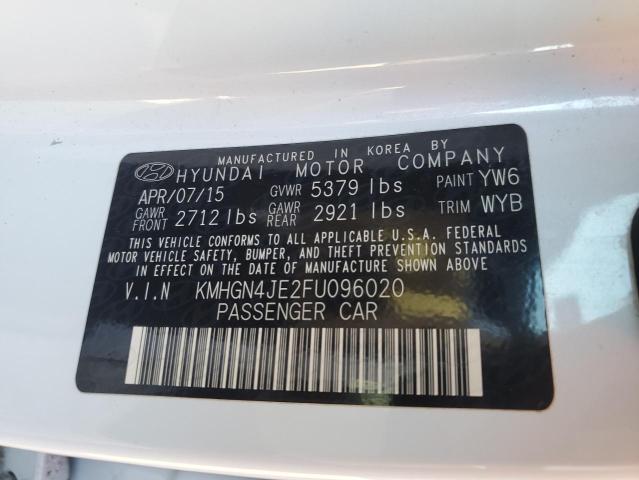 MANUFACTURED IN KOREA BY
HYUNDAI MOTOR COMPANY
APR/07/15 GVWR 5379 lbs PAINT YW6
GAWR FRONT 2712 lbs GAWR REAR 2921 lbs TRIM WYB
THIS VEHICLE CONFORMS TO ALL APPLICABLE U.S.A. FEDERAL
MOTOR VEHICLE SAFETY, BUMPER, AND THEFT PREVENTION STANDARDS
IN EFFECT ON THE DATE OF MANUFACTURE SHOWN ABOVE
V.I.N KMHGN4JE2FU096020
PASSENGER CAR